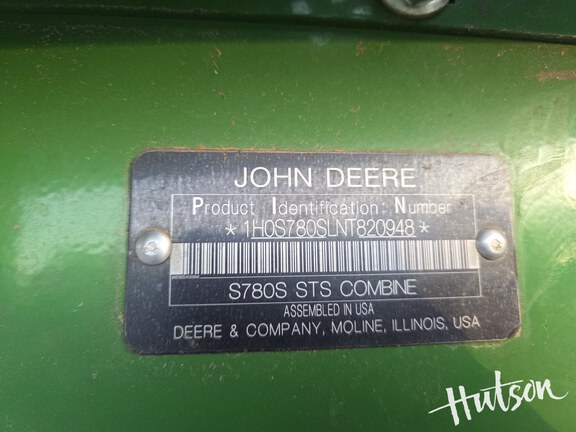 JOHN DEERE
Product Identification Number
*1H0S780SLNT820948*
S780S STS COMBINE
ASSEMBLED IN USA
DEERE & COMPANY, MOLINE, ILLINOIS, USA
Hutson